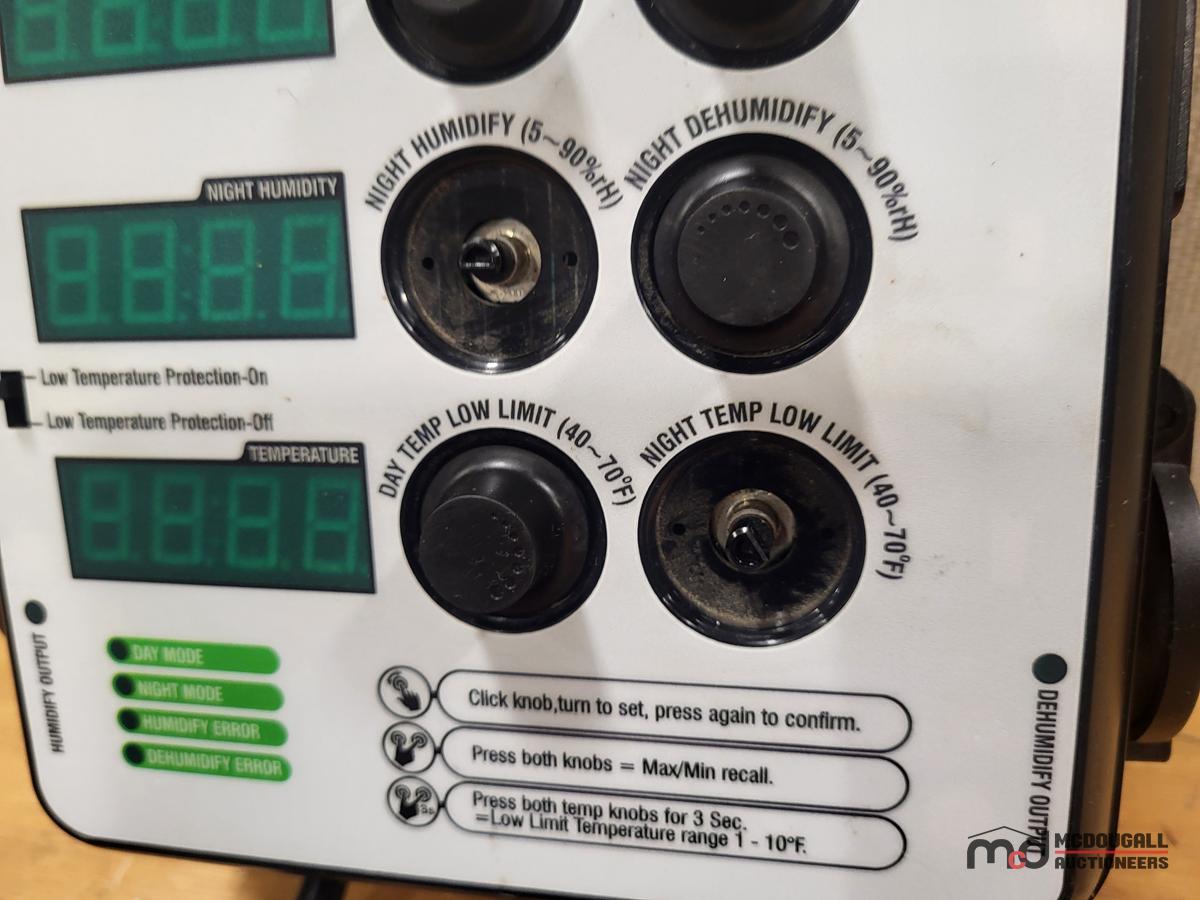 NIGHT HUMIDITY
NIGHT HUMIDIFY (5~90%rH)
NIGHT DEHUMIDIFY (5~90%rH)
Low Temperature Protection-On
Low Temperature Protection-Off
TEMPERATURE
DAY TEMP LOW LIMIT (40~70°F)
NIGHT TEMP LOW LIMIT (40~70°F)
HUMIDIFY OUTPUT
DAY MODE
NIGHT MODE
HUMIDIFY ERROR
DEHUMIDIFY ERROR
Click knob,turn to set, press again to confirm.
Press both knobs = Max/Min recall.
3s
Press both temp knobs for 3 Sec.
=Low Limit Temperature range 1 - 10°F.
DEHUMIDIFY OUTPUT
mcd MCDOUGALL
AUCTIONEERS